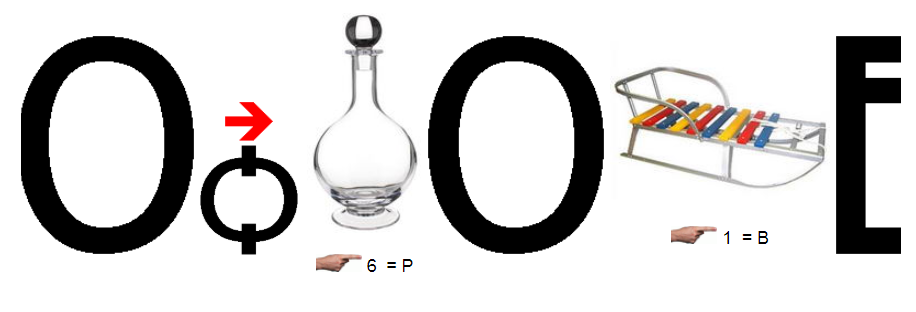 О О
6 = Р
1 = В